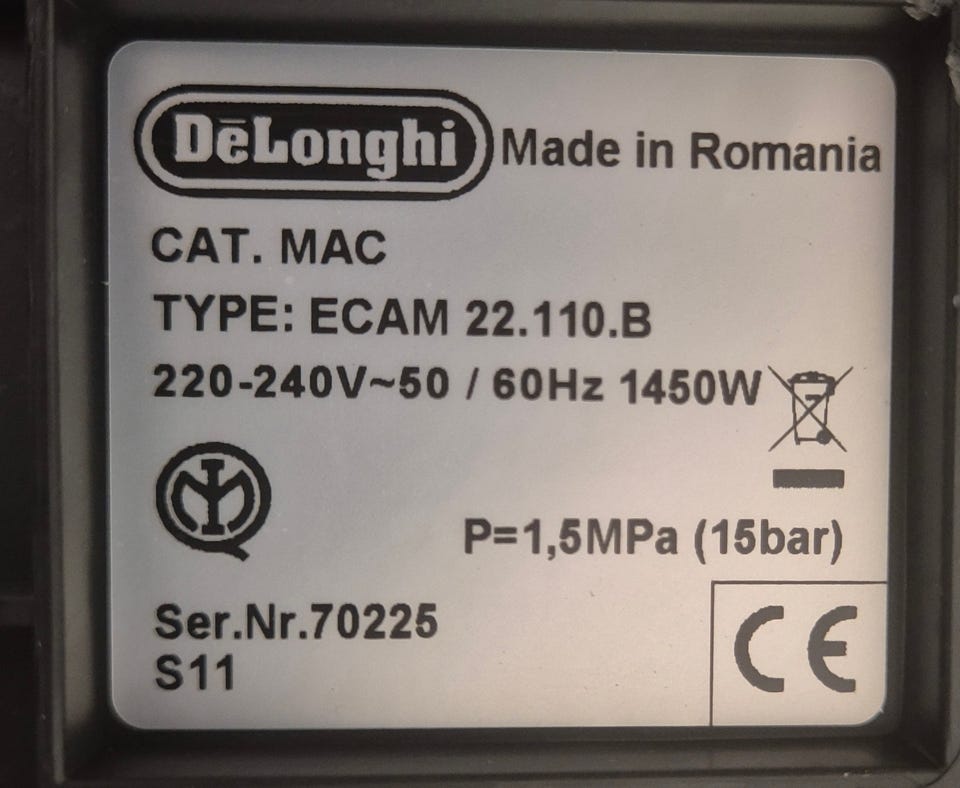 DeLonghi Made in Romania
CAT. MAC
TYPE: ECAM 22.110.B
220-240V~50 / 60Hz 1450W
P=1,5MPa (15bar)
Ser.Nr.70225
S11
CE